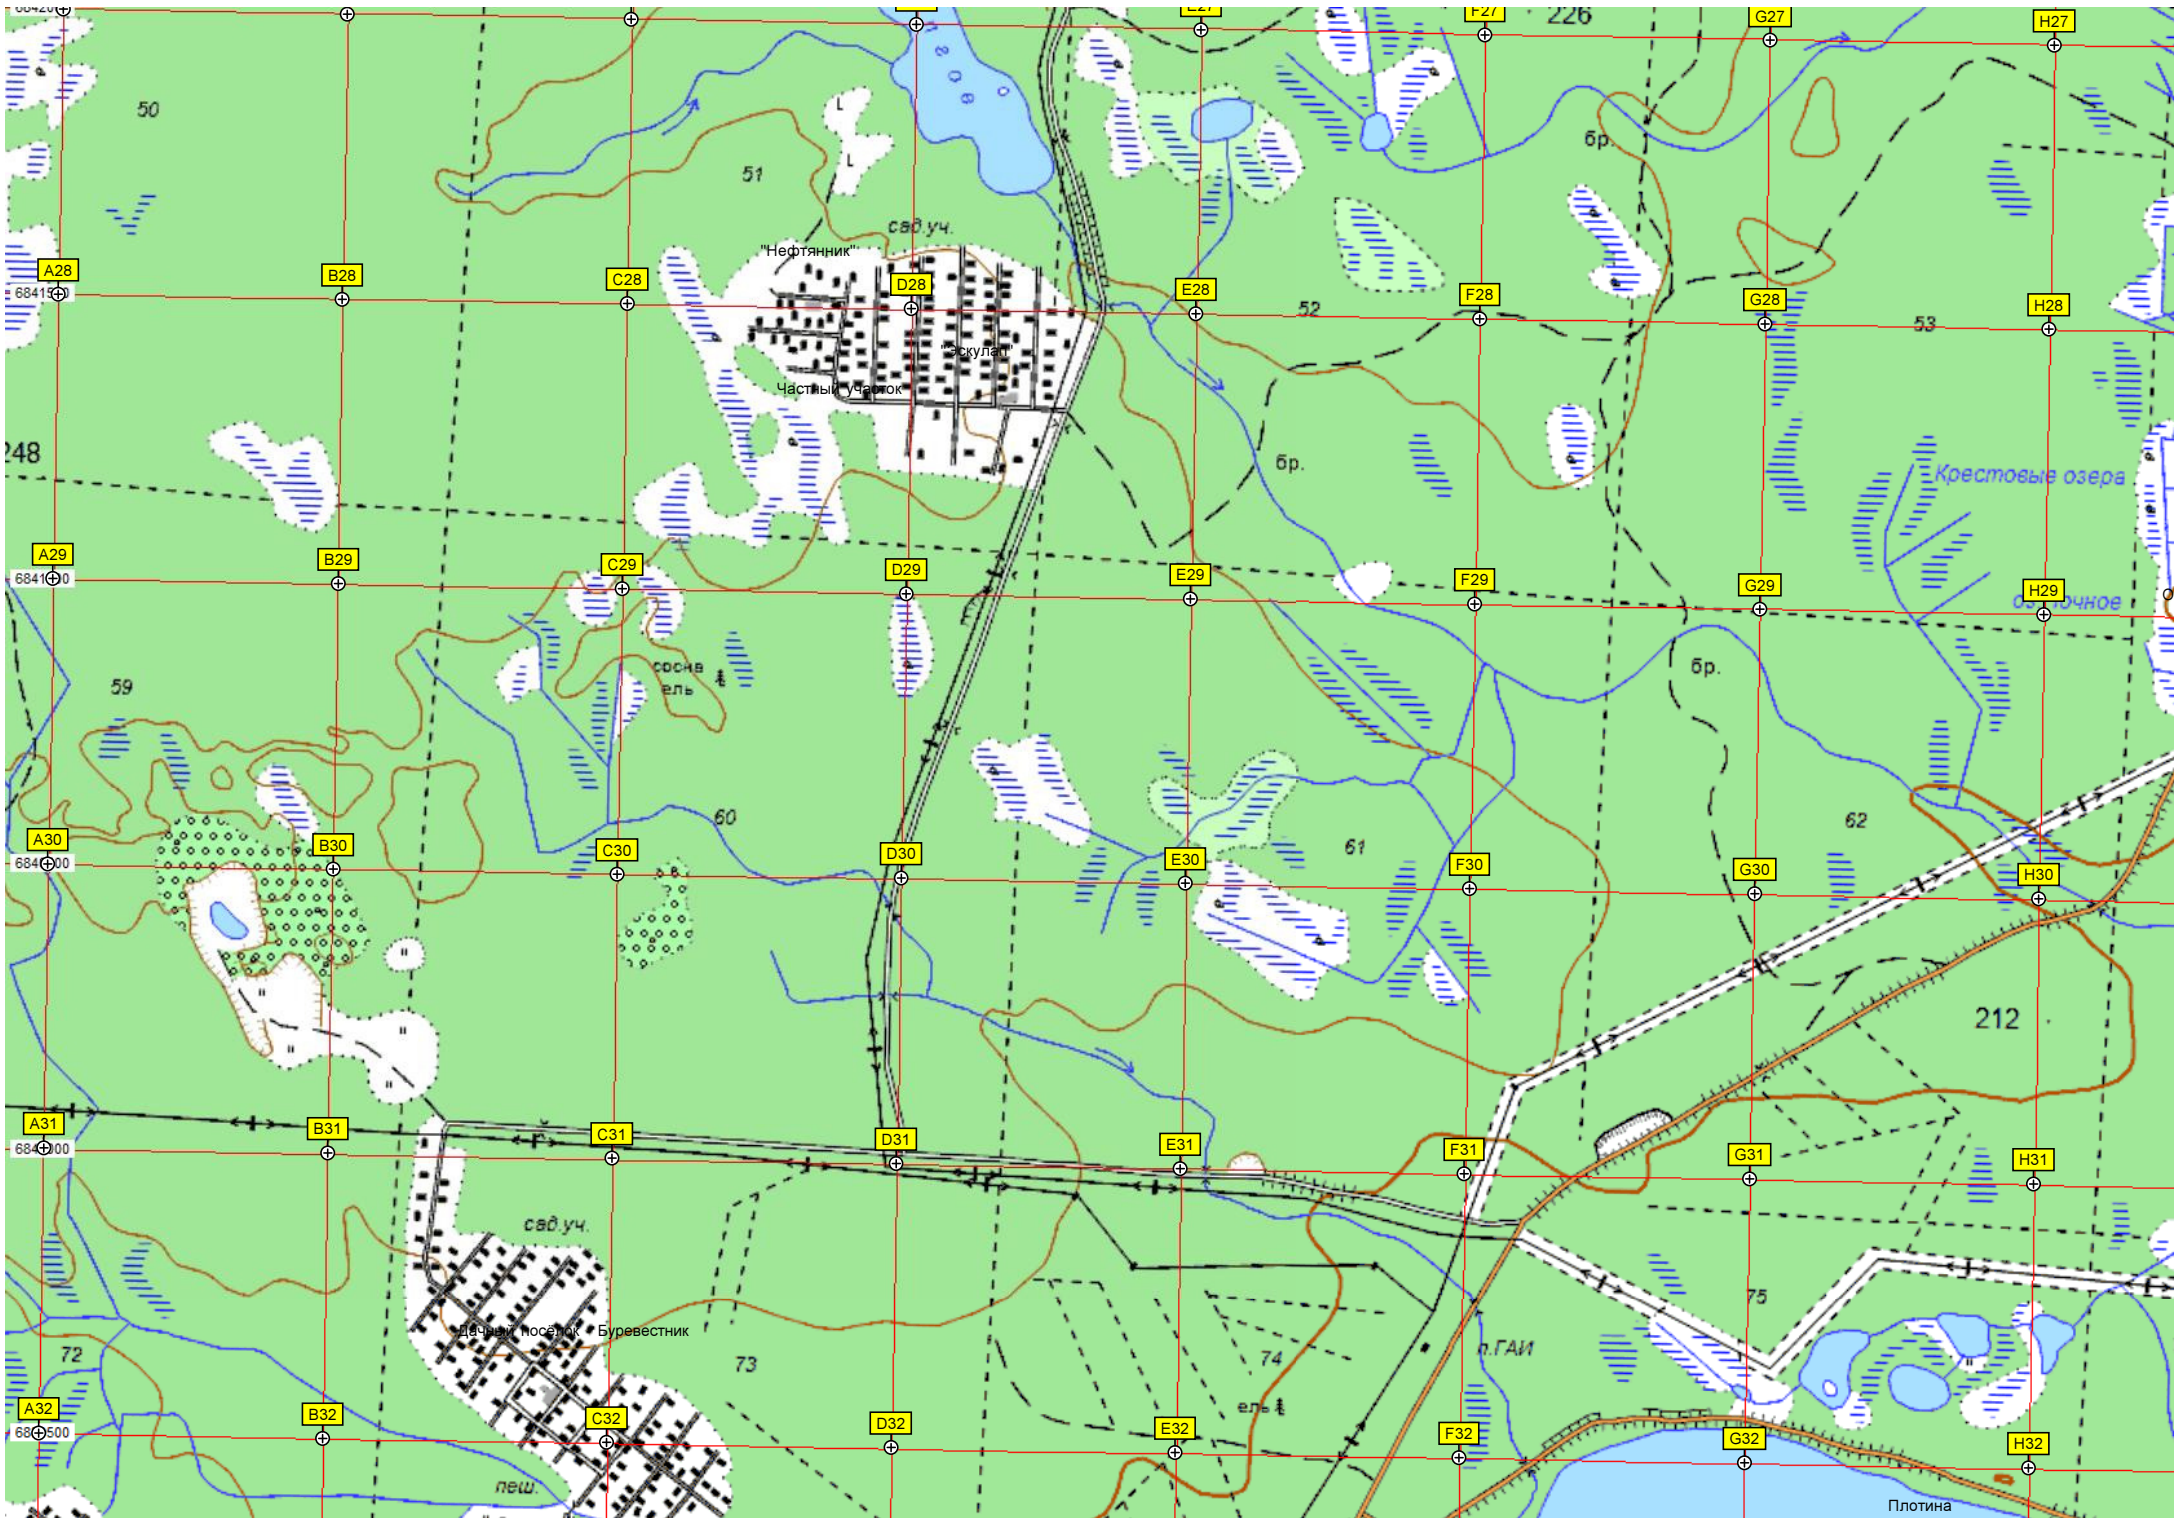 F27
G27
H27
226
50
51
бр.
сад.уч.
"Нефтянник"
A28
B28
C28
D28
E28
F28
G28
H28
52
53
"Эскулап"
Частный участок
248
бр.
Крестовые озера
A29
B29
C29
D29
E29
F29
G29
H29
59
сосна
ель
бр.
60
61
62
A30
B30
C30
D30
E30
F30
G30
H30
212
A31
B31
C31
D31
E31
F31
G31
H31
сад.уч.
75
Дачный посёлок
Буревестник
72
73
74
п.ГАИ
ель
A32
B32
C32
D32
E32
F32
G32
H32
пеш.
Плотина